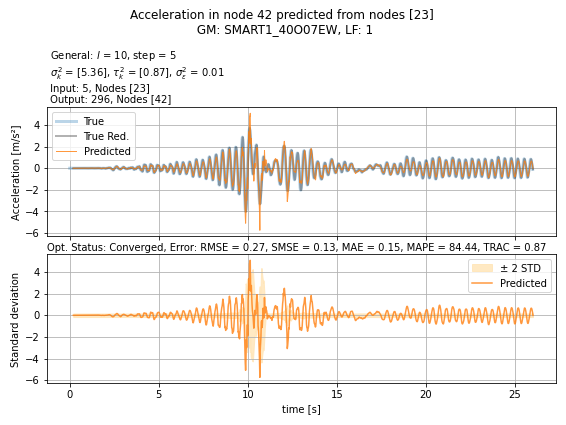 Acceleration in node 42 predicted from nodes [23]
GM: SMART1_40O07EW, LF: 1
General: l = 10, step = 5
σ²ₖ = [5.36], τ²ₖ = [0.87], σ²ε = 0.01
Input: 5, Nodes [23]
Output: 296, Nodes [42]
True
True Red.
Predicted
Acceleration [m/s²]
4
2
0
−2
−4
−6
Opt. Status: Converged, Error: RMSE = 0.27, SMSE = 0.13, MAE = 0.15, MAPE = 84.44, TRAC = 0.87
± 2 STD
Predicted
Standard deviation
4
2
0
−2
−4
−6
0 5 10 15 20 25
time [s]